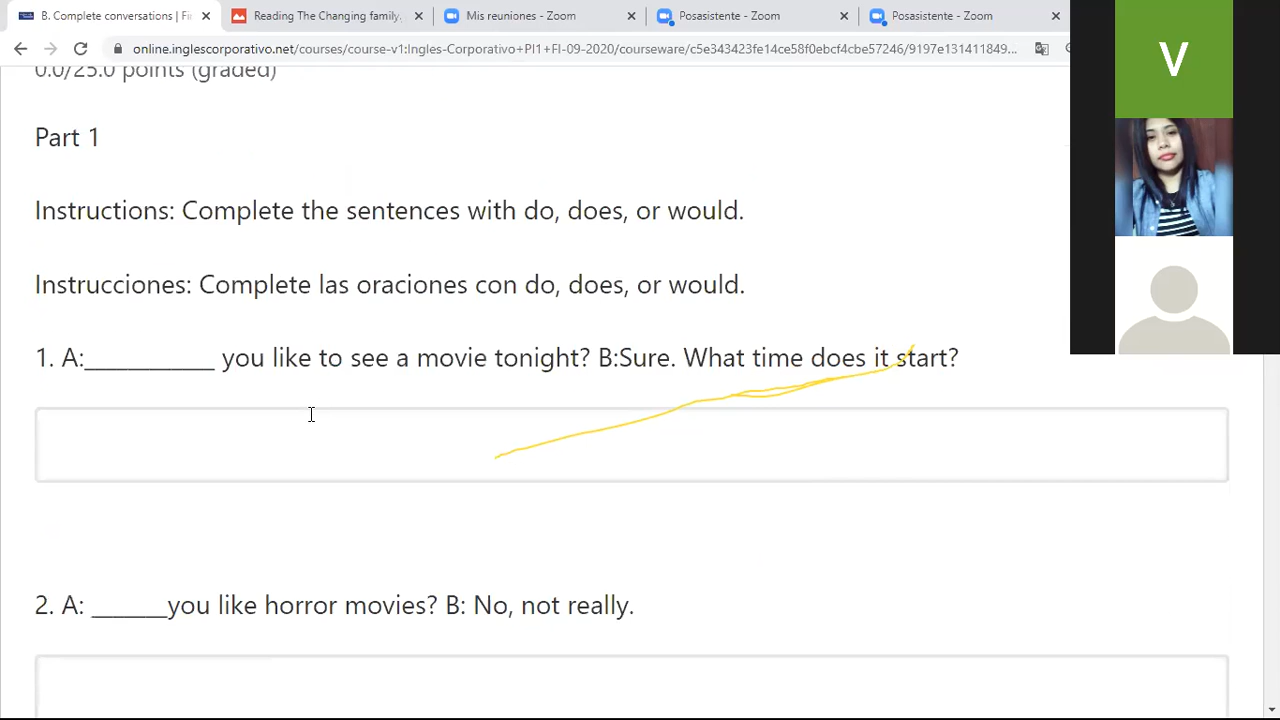 B. Complete conversations | Fi
Reading The Changing family.
Mis reuniones - Zoom
Posasistente - Zoom
Posasistente - Zoom
online.inglescorporativo.net/courses/course-v1:Ingles-Corporativo+PI1+FI-09-2020/courseware/c5e343423fe14ce58f0ebcf4cbe57246/9197e131411849...
0.0/25.0 points (graded)
V
Part 1
Instructions: Complete the sentences with do, does, or would.
Instrucciones: Complete las oraciones con do, does, or would.
1. A:____________ you like to see a movie tonight? B:Sure. What time does it start?
2. A: _______you like horror movies? B: No, not really.